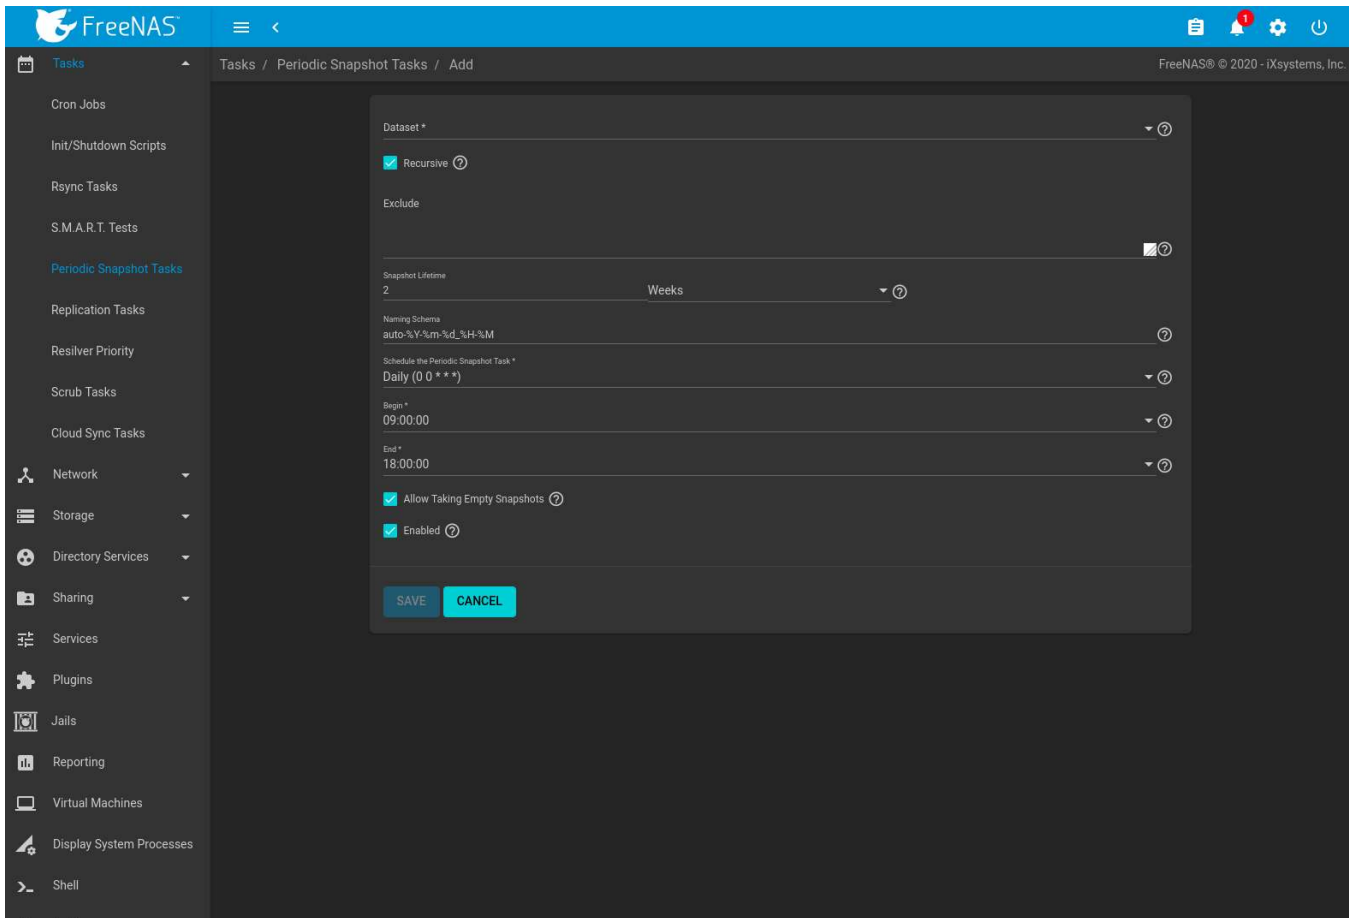 FreeNAS®
1
Tasks
Tasks / Periodic Snapshot Tasks / Add
FreeNAS® © 2020 - iXsystems, Inc.
Cron Jobs
Init/Shutdown Scripts
Rsync Tasks
S.M.A.R.T. Tests
Periodic Snapshot Tasks
Replication Tasks
Resilver Priority
Scrub Tasks
Cloud Sync Tasks
Network
Storage
Directory Services
Sharing
Services
Plugins
Jails
Reporting
Virtual Machines
Display System Processes
Shell
Dataset *
Recursive
Exclude
Snapshot Lifetime
2
Weeks
Naming Schema
auto-%Y-%m-%d_%H-%M
Schedule the Periodic Snapshot Task *
Daily (0 0 * * *)
Begin *
09:00:00
End *
18:00:00
Allow Taking Empty Snapshots
Enabled
SAVE
CANCEL